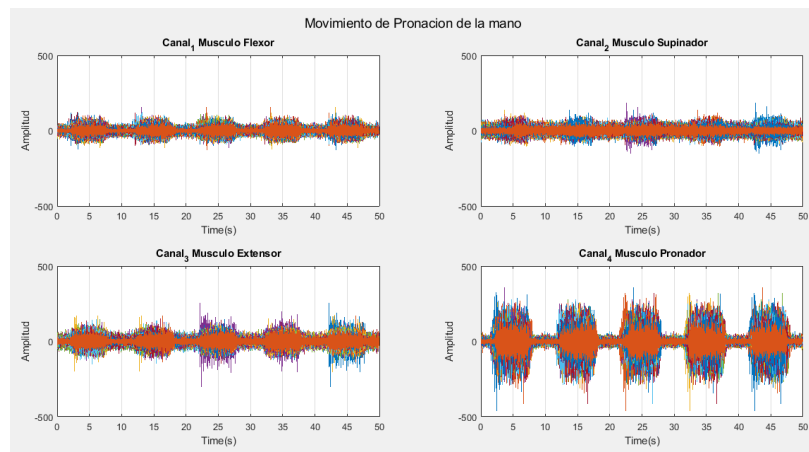 Movimiento de Pronacion de la mano
Canal1 Musculo Flexor
500
0
-500
Amplitud
0 5 10 15 20 25 30 35 40 45 50
Time(s)
Canal2 Musculo Supinador
500
0
-500
Amplitud
0 5 10 15 20 25 30 35 40 45 50
Time(s)
Canal3 Musculo Extensor
500
0
-500
Amplitud
0 5 10 15 20 25 30 35 40 45 50
Time(s)
Canal4 Musculo Pronador
500
0
-500
Amplitud
0 5 10 15 20 25 30 35 40 45 50
Time(s)